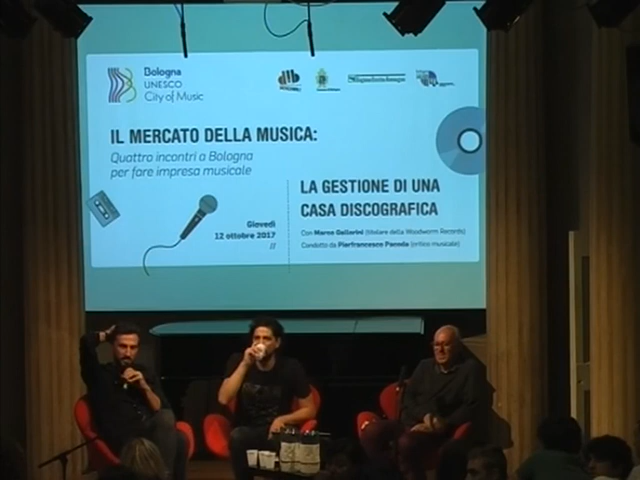 Bologna
UNESCO
City of Music
IL MERCATO DELLA MUSICA:
Quattro incontri a Bologna
per fare impresa musicale
Giovedì
12 ottobre 2017
//
LA GESTIONE DI UNA
CASA DISCOGRAFICA
Con Marco Gallorini (titolare della Woodworm Records)
Condotto da Pierfrancesco Pacoda (critico musicale)